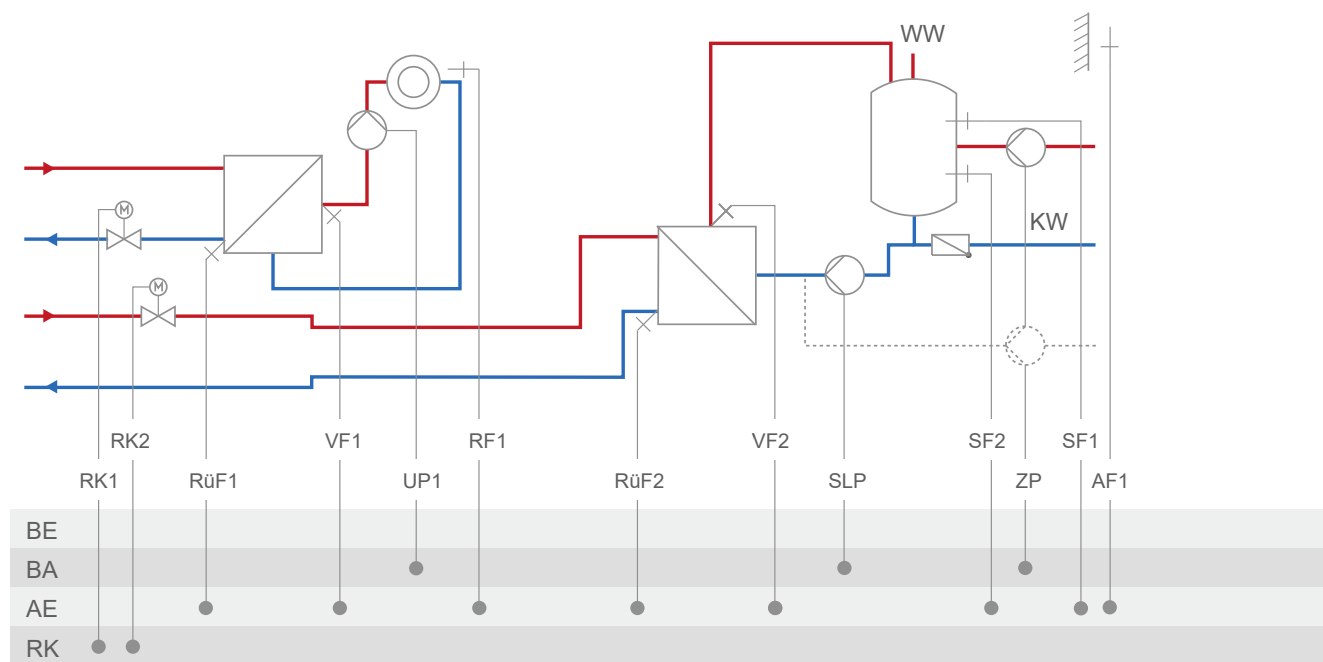 WW
M
KW
M
RK2 VF1 RF1 VF2 SF2 SF1
RK1 RüF1 UP1 RüF2 SLP ZP AF1
BE
BA
AE
RK